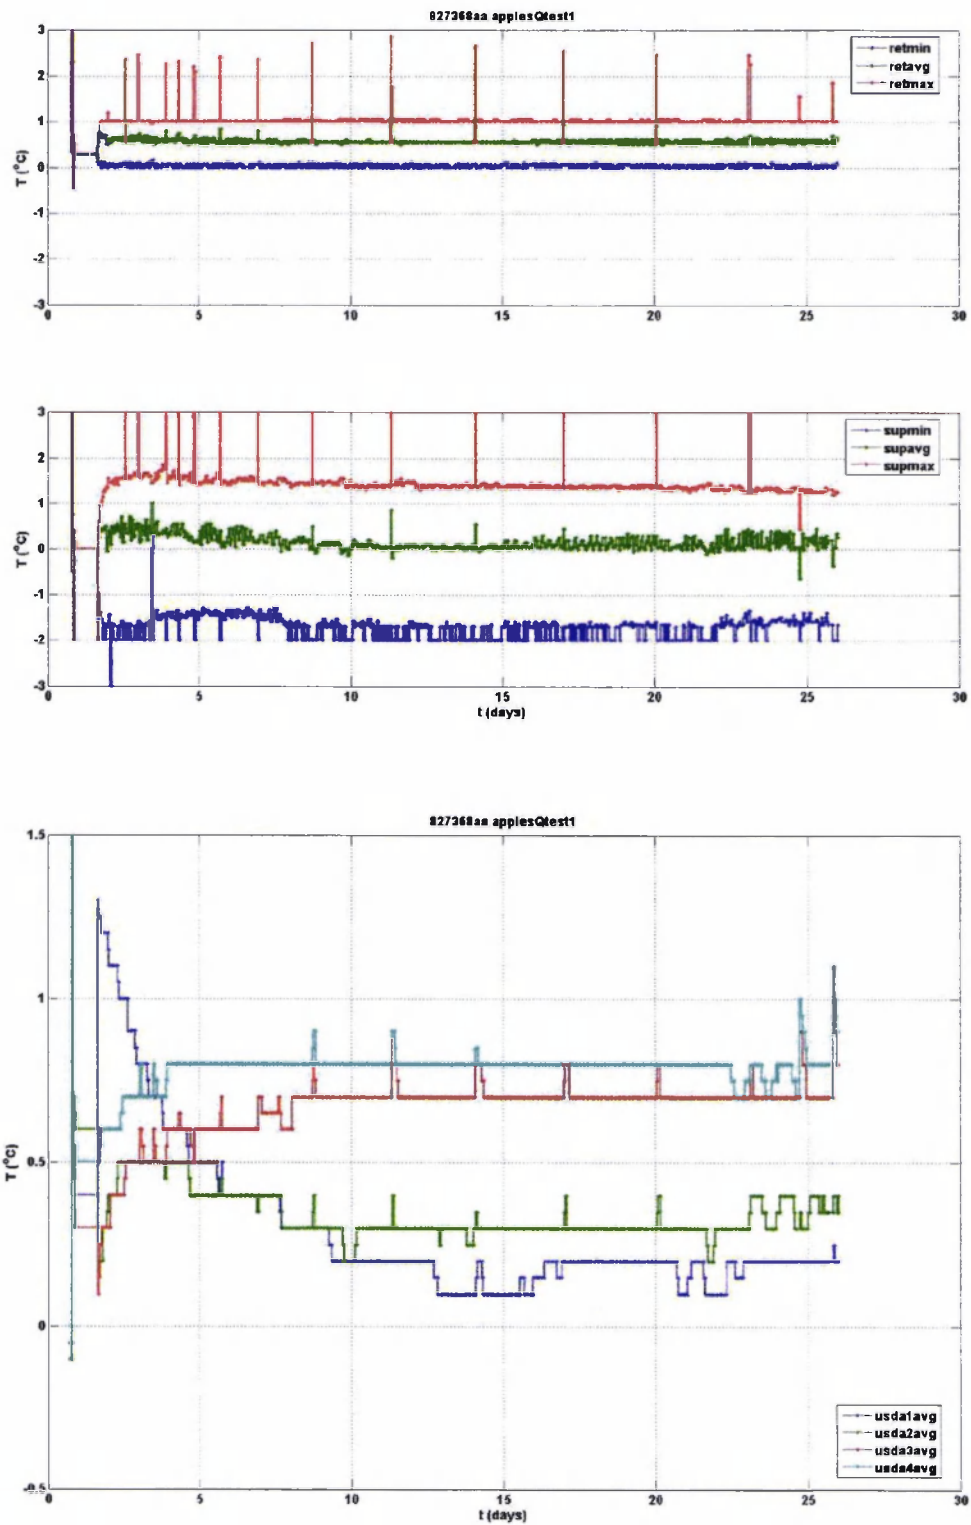 827368aa applesQtest1
3
2
1
0
-1
-2
-3
T (°C)
0 5 10 15 20 25 30
retmin
retavg
retmax
3
2
1
0
-1
-2
-3
T (°C)
0 5 10 15 20 25 30
t (days)
supmin
supavg
supmax
827368aa applesQtest1
1.5
1
0.5
0
-0.5
T (°C)
0 5 10 15 20 25 30
t (days)
usda1avg
usda2avg
usda3avg
usda4avg